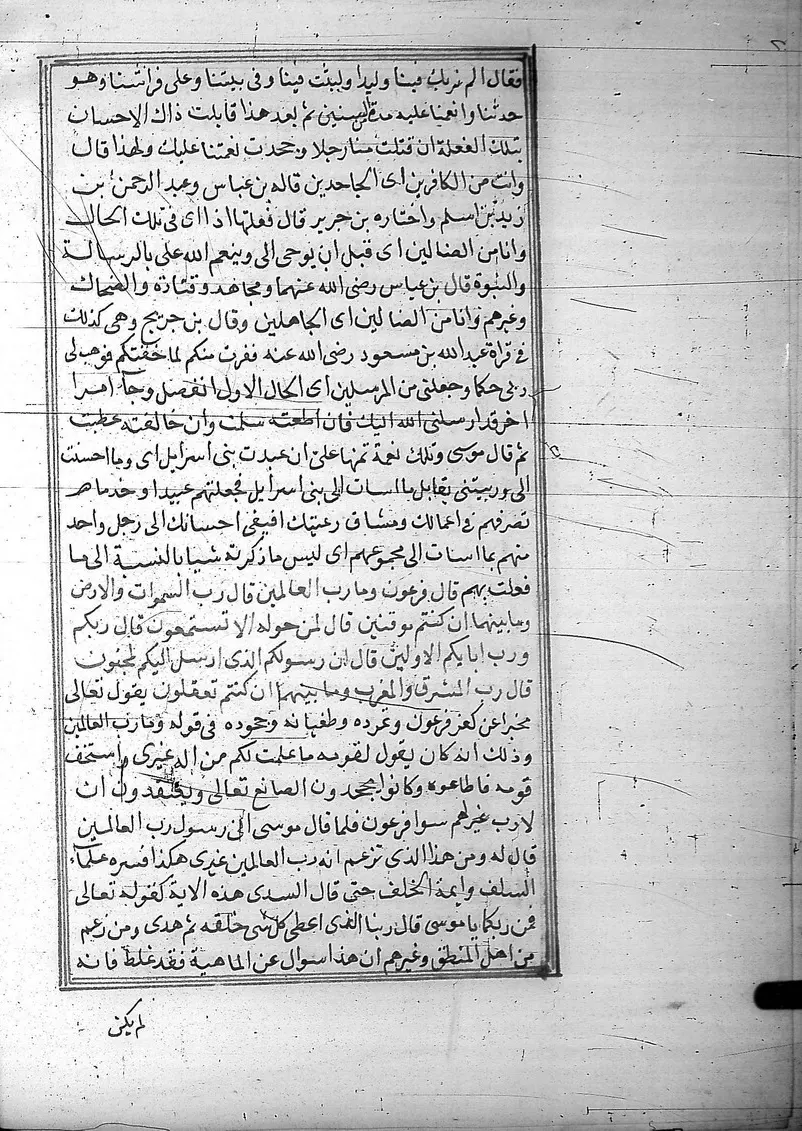 فقال الم نربك فينا وليدا ولبثت فينا وفى بيتنا وعلى فراشنا وهو
حدثنا وانعمنا عليه مدة السنين ثم بعد هذا قابلت ذاك الاحسان
بتلك الفعلة ان قتلت منا رجلا وجحدت نعمتنا عليك ولهذا قال
وانت من الكافرين اى الجاحدين قاله بن عباس وعبد الرحمن بن
زيد بن اسلم واختاره بن جرير قال فعلتها اذا اى فى تلك الحال
وانا من الضالين اى قبل ان يوحى الى وينعم الله على بالرسالة
والنبوة قال بن عباس رضى الله عنهما ومجاهد وقتادة والضحاك
وغيرهم وانا من الضالين اى الجاهلين وقال بن جريج وهى كذلك
فى قراة عبد الله بن مسعود رضى الله عنه ففرت منكم لما خفتكم فوهب لى
ربى حكما وجعلنى من المرسلين اى الحال الاول انفصل وجآ امرا
اخر قد ارسلنى الله اليك فان اطعته سلمت وان خالفته عطبت
ثم قال موسى وتلك نعمة تمنها على ان عبدت بنى اسرايل اى وما احسنت
الى وربيتنى يقابل ما اسات الى بنى اسرايل فجعلتهم عبيدا وخدما
تصرفهم فى اعمالك ومشاق رعيتك افيفى احسانك الى رجل واحد
منهم بما اسات الى مجموعهم اى ليس ما ذكرته شيا بالنسبة الى ما
فعلت بهم قال فرعون وما رب العالمين قال رب السموات والارض
وما بينهما ان كنتم موقنين قال لمن حوله الا تستمعون قال ربكم
ورب ابايكم الاولين قال ان رسولكم الذى ارسل اليكم لمجنون
قال رب المشرق والمغرب وما بينهما ان كنتم تعقلون يقول تعالى
مخبرا عن كفر فرعون وتمرده وطغيانه وجحوده فى قوله وما رب العالمين
وذلك انه كان يقول لقومه ما علمت لكم من اله غيرى واستخف
قومه فاطاعوه وكانوا يجحدون الصانع تعالى ويعتقدون ان
لا رب غيرلهم سوا فرعون فلما قال موسى انى رسول رب العالمين
قال له ومن هذا الذى تزعم انه رب العالمين غيرى هكذا فسره علماء
السلف وايمة الخلف حتى قال السدى هذه الاية كقوله تعالى
فمن ربكما يا موسى قال ربنا الذى اعطى كل شى خلقه ثم هدى ومن زعم
من اهل المنطق وغيرهم ان هذا سوال عن الماهية فقد غلط فانه
لم يكن